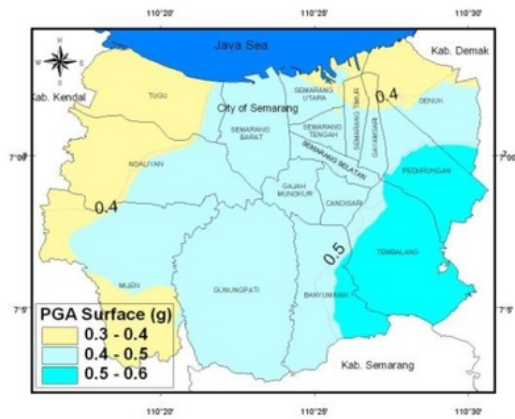 110°20' 110°25' 110°30'
Java Sea
Kab. Demak
N
W E
S
Kab. Kendal
TUGU
SEMARANG UTARA
0.4
GENUK
City of Semarang
SEMARANG BARAT
SEMARANG TENGAH
SEMARANG TIMUR
GAYAMSARI
7°00' 7°00'
NGALIYAN
SEMARANG SELATAN
PEDURUNGAN
GAJAH MUNGKUR
CANDISARI
0.4
0.5
TEMBALANG
MIJEN
GUNUNGPATI
BANYUMANIK
7°5' 7°5'
PGA Surface (g)
0.3 - 0.4
0.4 - 0.5
0.5 - 0.6
Kab. Semarang
110°20' 110°25' 110°30'